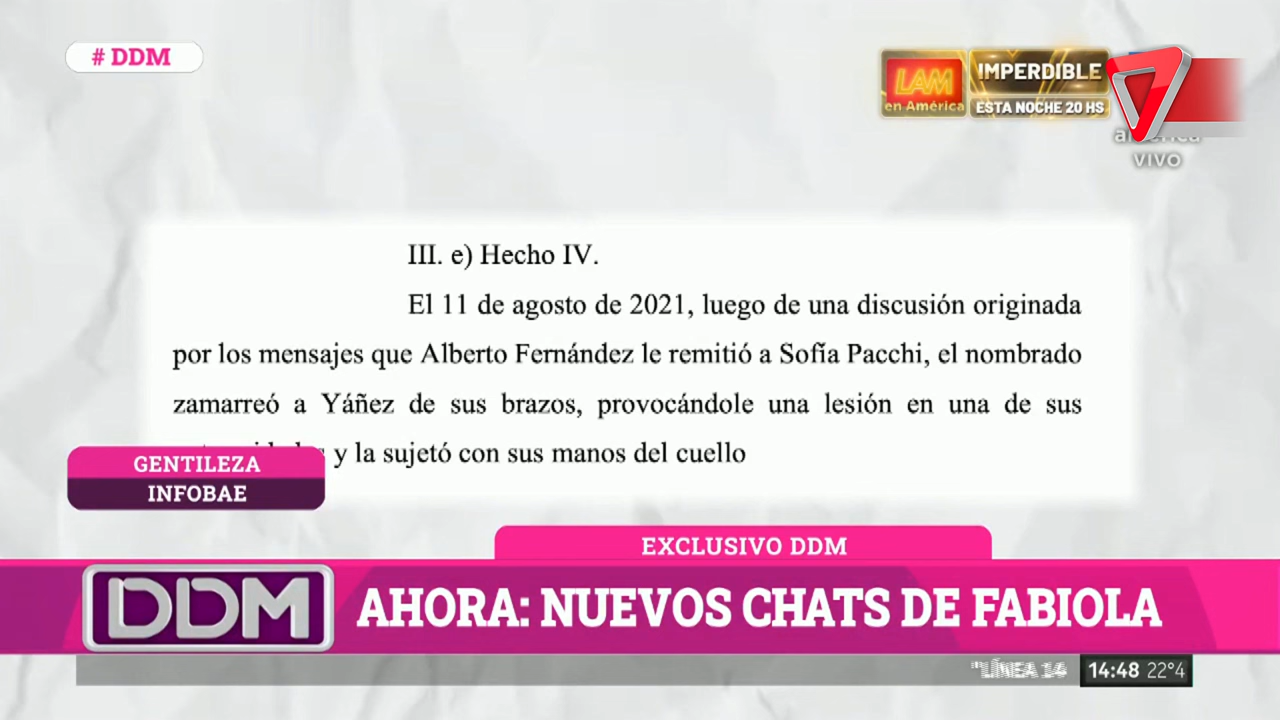 # DDM
LAM
en América
IMPERDIBLE
ESTA NOCHE 20 HS
VIVO
III. e) Hecho IV.
El 11 de agosto de 2021, luego de una discusión originada
por los mensajes que Alberto Fernández le remitió a Sofía Pacchi, el nombrado
zamarreó a Yáñez de sus brazos, provocándole una lesión en una de sus
y la sujetó con sus manos del cuello
GENTILEZA
INFOBAE
EXCLUSIVO DDM
DDM
AHORA: NUEVOS CHATS DE FABIOLA
"LÍNEA 14
14:48 22°4